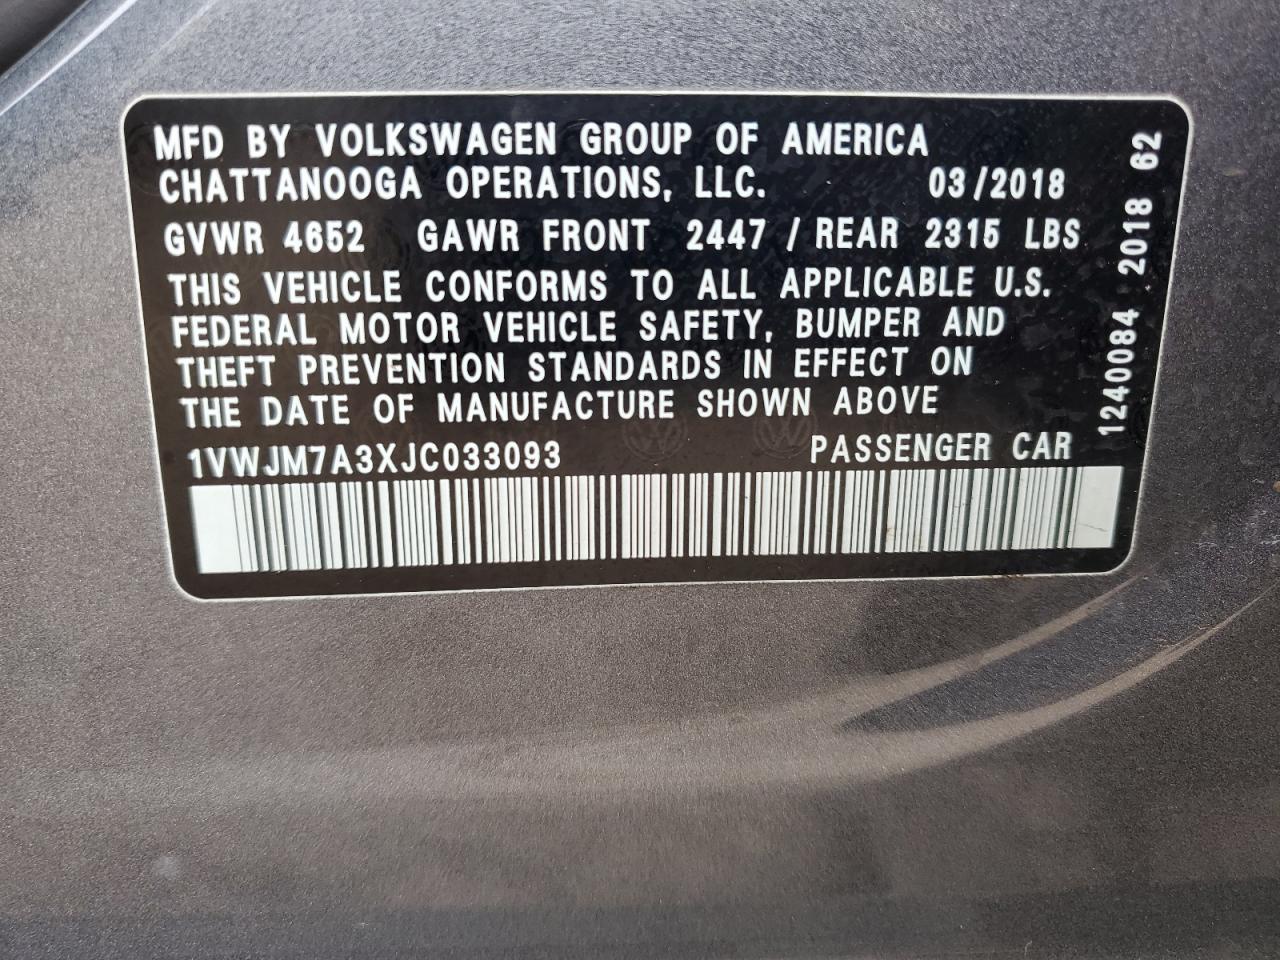 MFD BY VOLKSWAGEN GROUP OF AMERICA
CHATTANOOGA OPERATIONS, LLC. 03/2018
GVWR 4652 GAWR FRONT 2447 / REAR 2315 LBS
THIS VEHICLE CONFORMS TO ALL APPLICABLE U.S.
FEDERAL MOTOR VEHICLE SAFETY, BUMPER AND
THEFT PREVENTION STANDARDS IN EFFECT ON
THE DATE OF MANUFACTURE SHOWN ABOVE
1VWJM7A3XJC033093 PASSENGER CAR
1240084 2018 62